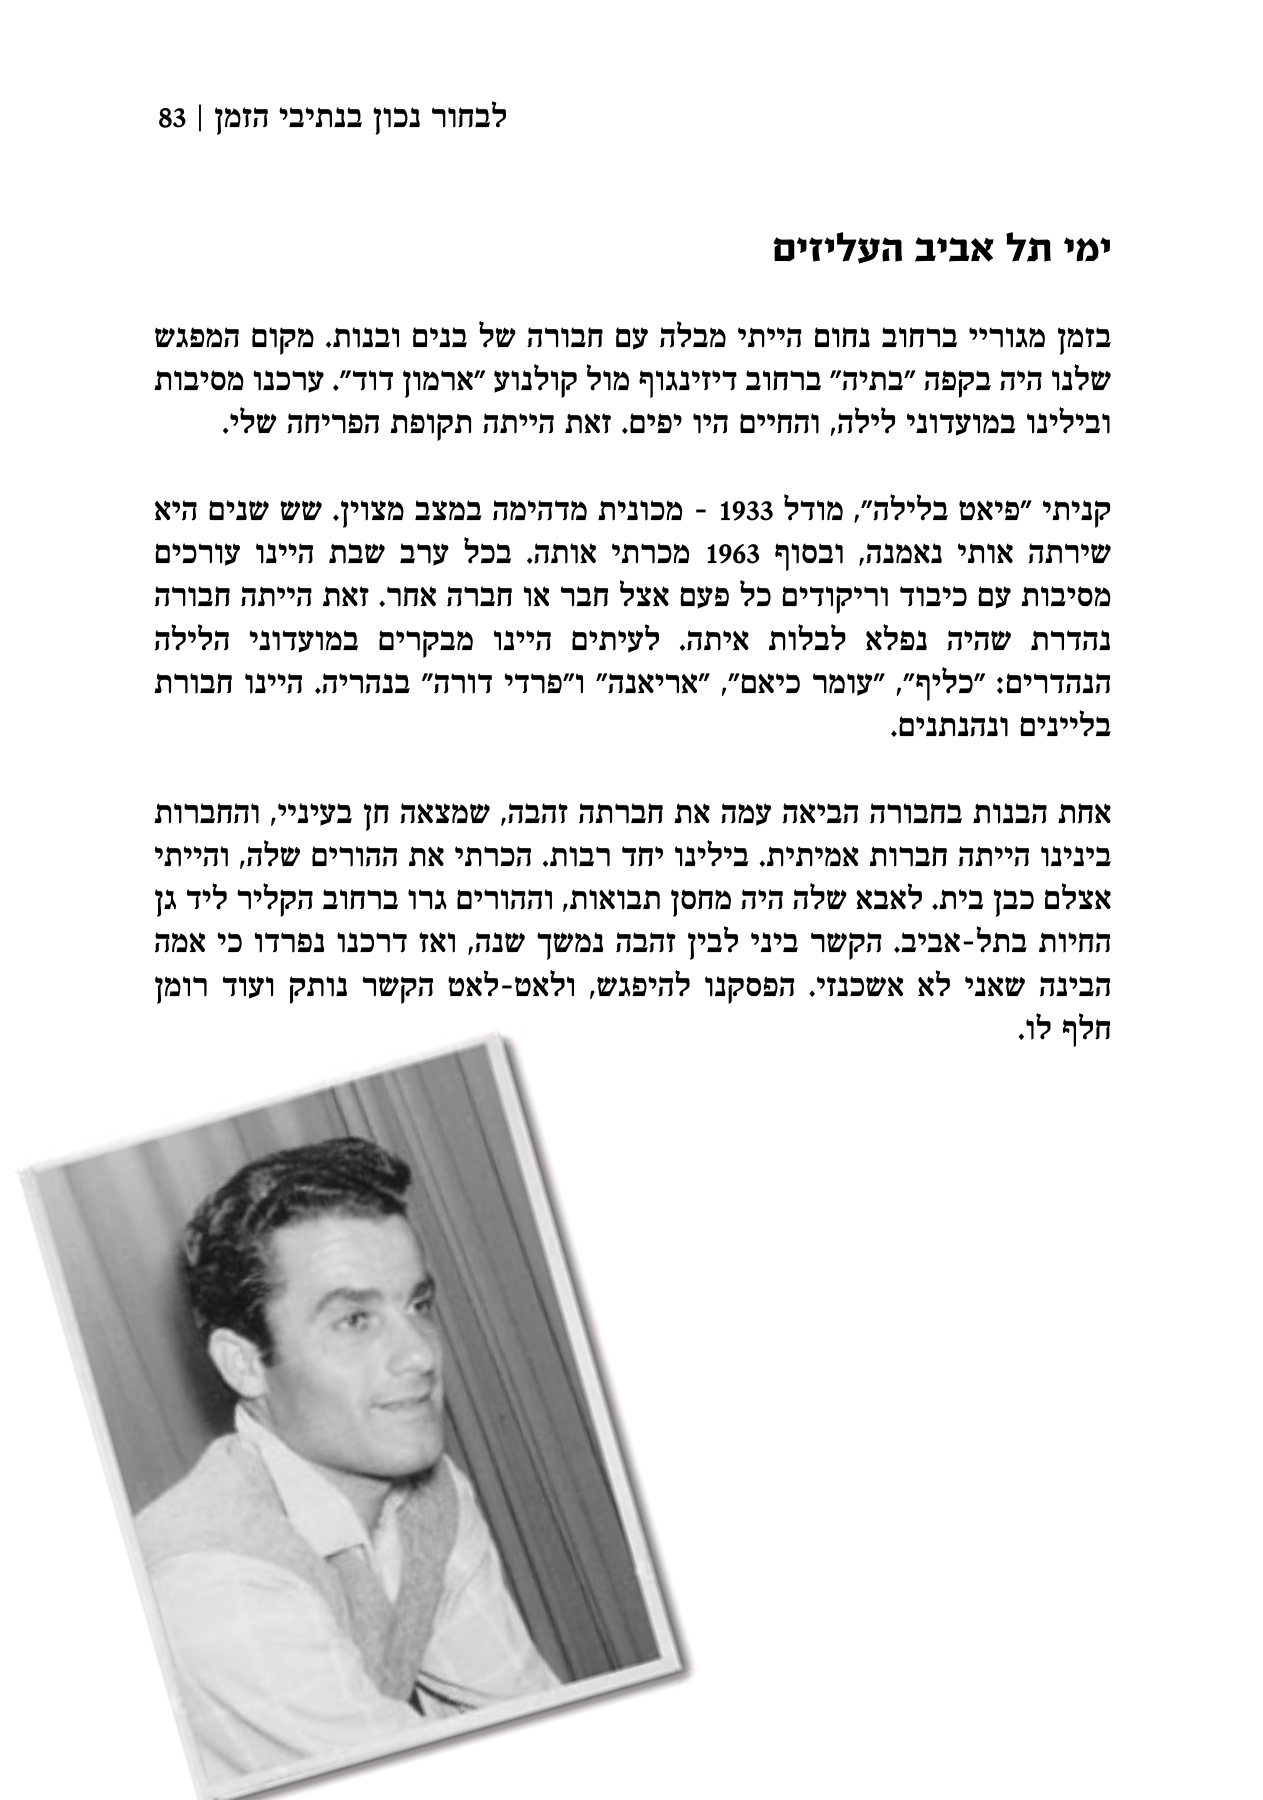 לבחור נכון בנתיבי הזמן | 83
ימי תל אביב העליזים
בזמן מגוריי ברחוב נחום הייתי מבלה עם חבורה של בנים ובנות. מקום המפגש
שלנו היה בקפה "בתיה" ברחוב דיזינגוף מול קולנוע "ארמון דוד". ערכנו מסיבות
ובילינו במועדוני לילה, והחיים היו יפים. זאת הייתה תקופת הפריחה שלי.
קניתי "פיאט בלילה", מודל 1933 - מכונית מדהימה במצב מצוין. שש שנים היא
שירתה אותי נאמנה, ובסוף 1963 מכרתי אותה. בכל ערב שבת היינו עורכים
מסיבות עם כיבוד וריקודים כל פעם אצל חבר או חברה אחר. זאת הייתה חבורה
נהדרת שהיה נפלא לבלות איתה. לעיתים היינו מבקרים במועדוני הלילה
הנהדרים: "כליף", "עומר כיאם", "אריאנה" ו"פרדי דורה" בנהריה. היינו חבורת
בליינים ונהנתנים.
אחת הבנות בחבורה הביאה עמה את חברתה זהבה, שמצאה חן בעיניי, והחברות
בינינו הייתה חברות אמיתית. בילינו יחד רבות. הכרתי את ההורים שלה, והייתי
אצלם כבן בית. לאבא שלה היה מחסן תבואות, וההורים גרו ברחוב הקליר ליד גן
החיות בתל-אביב. הקשר ביני לבין זהבה נמשך שנה, ואז דרכנו נפרדו כי אמה
הבינה שאני לא אשכנזי. הפסקנו להיפגש, ולאט-לאט הקשר נותק ועוד רומן
חלף לו.